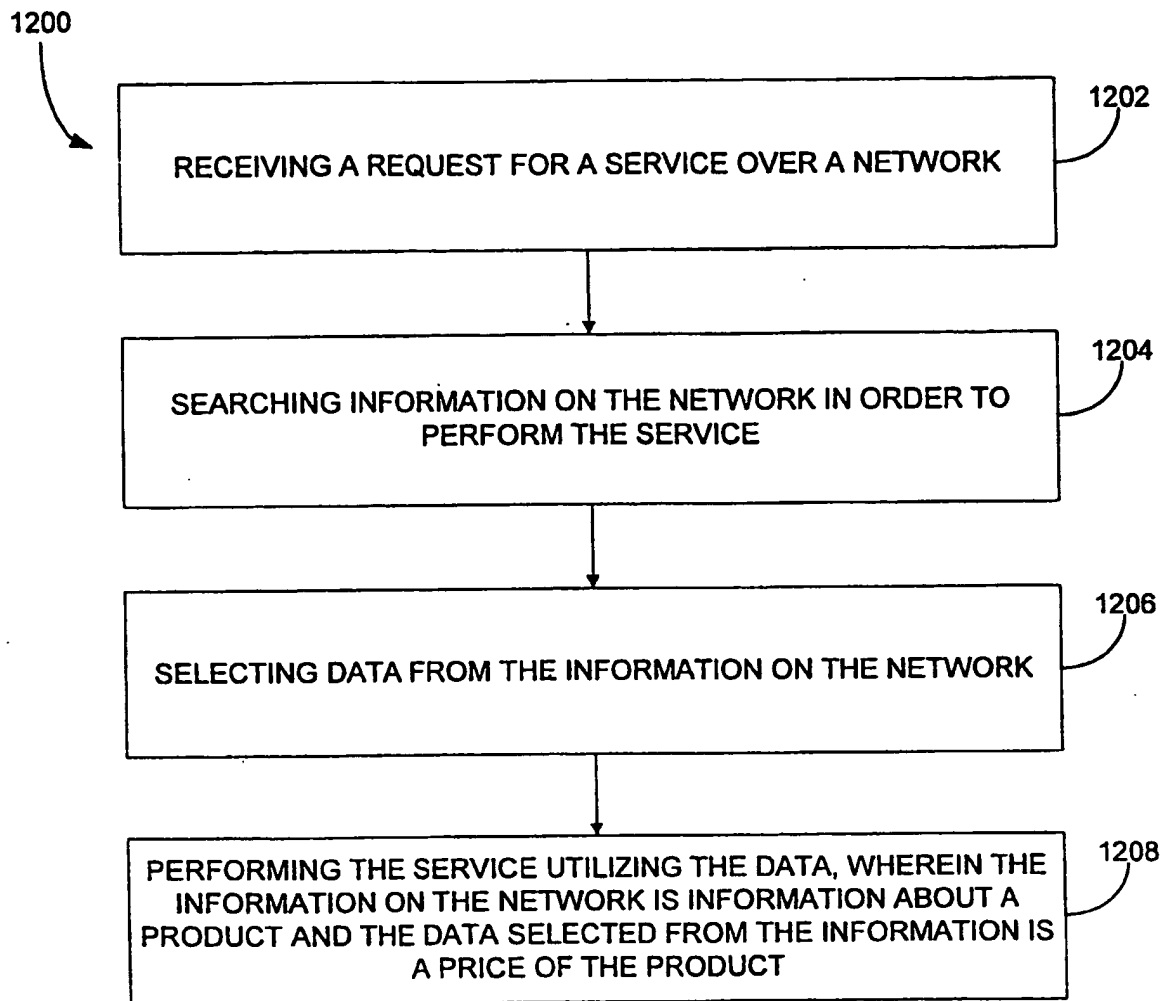 1200
1202
RECEIVING A REQUEST FOR A SERVICE OVER A NETWORK
1204
SEARCHING INFORMATION ON THE NETWORK IN ORDER TO
PERFORM THE SERVICE
1206
SELECTING DATA FROM THE INFORMATION ON THE NETWORK
1208
PERFORMING THE SERVICE UTILIZING THE DATA, WHEREIN THE
INFORMATION ON THE NETWORK IS INFORMATION ABOUT A
PRODUCT AND THE DATA SELECTED FROM THE INFORMATION IS
A PRICE OF THE PRODUCT